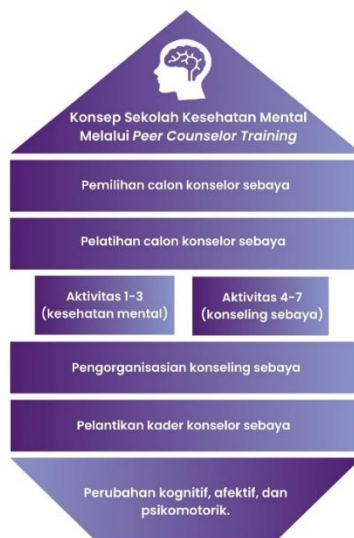 Konsep Sekolah Kesehatan Mental
Melalui Peer Counselor Training
Pemilihan calon konselor sebaya
Pelatihan calon konselor sebaya
Aktivitas 1-3
(kesehatan mental)
Aktivitas 4-7
(konseling sebaya)
Pengorganisasian konseling sebaya
Pelantikan kader konselor sebaya
Perubahan kognitif, afektif, dan
psikomotorik.